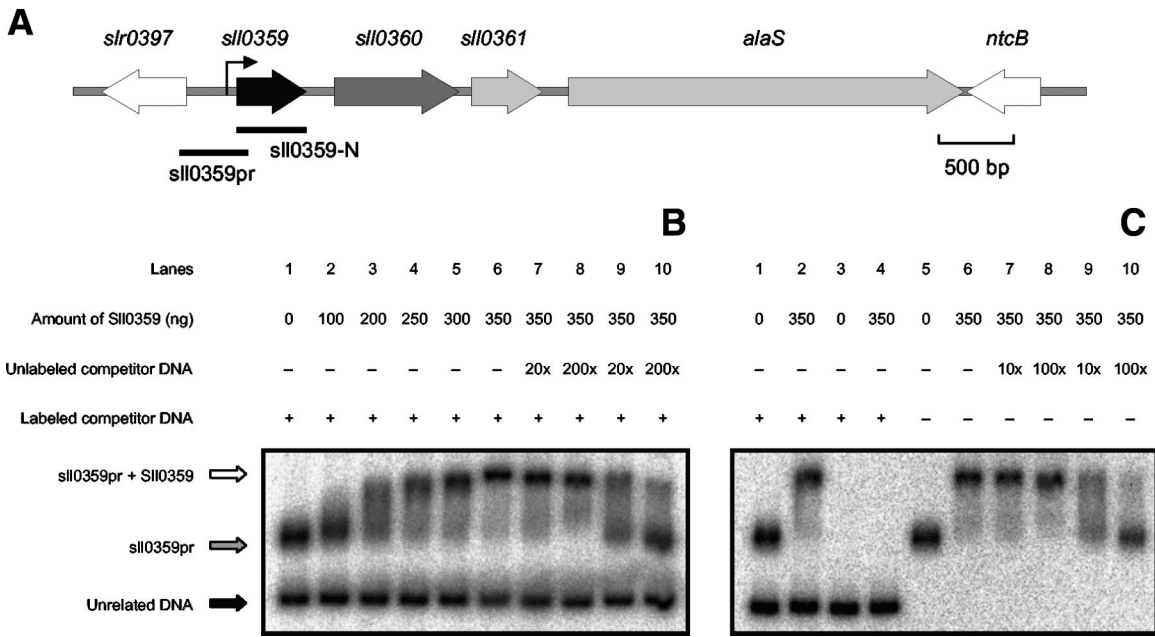 A
slr0397 sll0359 sll0360 sll0361 alaS ntcB
sll0359-N
sll0359pr
500 bp
B
Lanes 1 2 3 4 5 6 7 8 9 10
Amount of Sll0359 (ng) 0 100 200 250 300 350 350 350 350 350
Unlabeled competitor DNA – – – – – – 20x 200x 20x 200x
Labeled competitor DNA + + + + + + + + + +
sll0359pr + Sll0359
sll0359pr
Unrelated DNA
C
1 2 3 4 5 6 7 8 9 10
0 350 0 350 0 350 350 350 350 350
– – – – – – 10x 100x 10x 100x
+ + + + – – – – – –